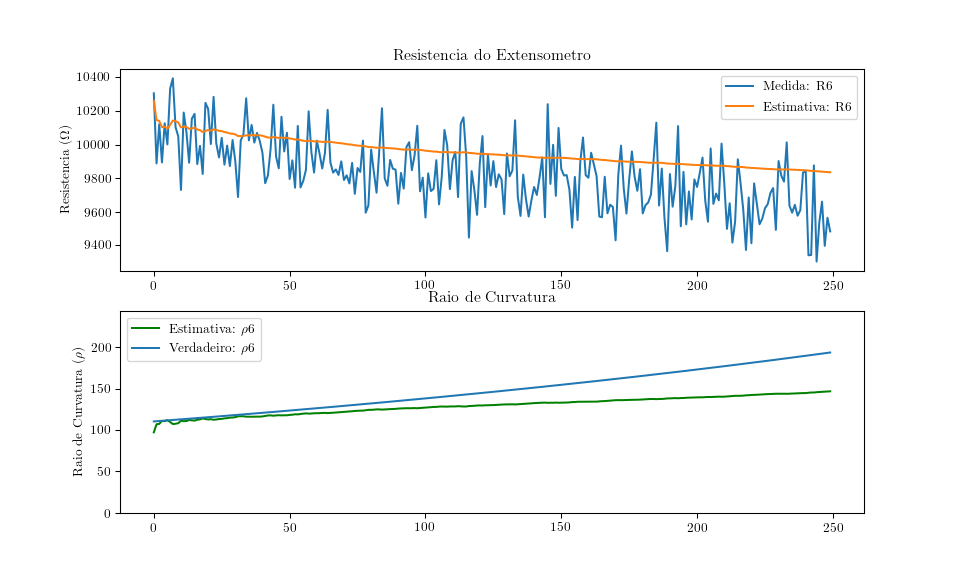 Resistencia do Extensometro
Resistencia (Ω)
10400
10200
10000
9800
9600
9400
Medida: R6
Estimativa: R6
0 50 100 150 200 250
Raio de Curvatura
Raio de Curvatura (ρ)
200
150
100
50
0
Estimativa: ρ6
Verdadeiro: ρ6
0 50 100 150 200 250